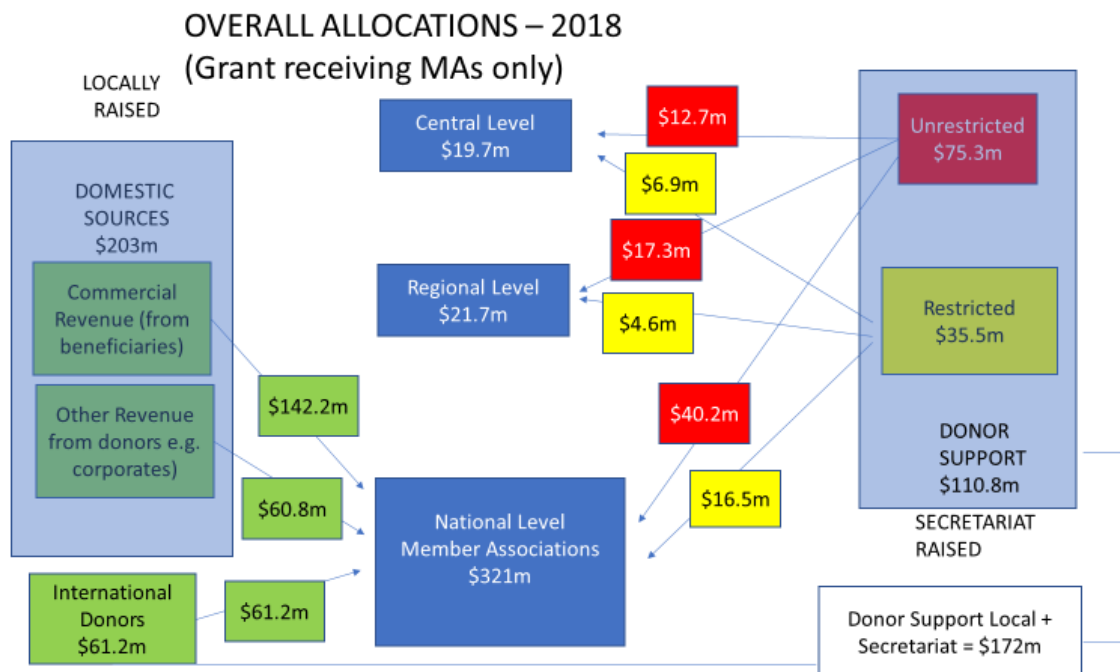 OVERALL ALLOCATIONS – 2018
(Grant receiving MAs only)
LOCALLY
RAISED
DOMESTIC
SOURCES
$203m
Commercial
Revenue (from
beneficiaries)
Other Revenue
from donors e.g.
corporates)
International
Donors
$61.2m
$142.2m
$60.8m
$61.2m
Central Level
$19.7m
Regional Level
$21.7m
National Level
Member Associations
$321m
$12.7m
$6.9m
$17.3m
$4.6m
$40.2m
$16.5m
Unrestricted
$75.3m
Restricted
$35.5m
DONOR
SUPPORT
$110.8m
SECRETARIAT
RAISED
Donor Support Local +
Secretariat = $172m